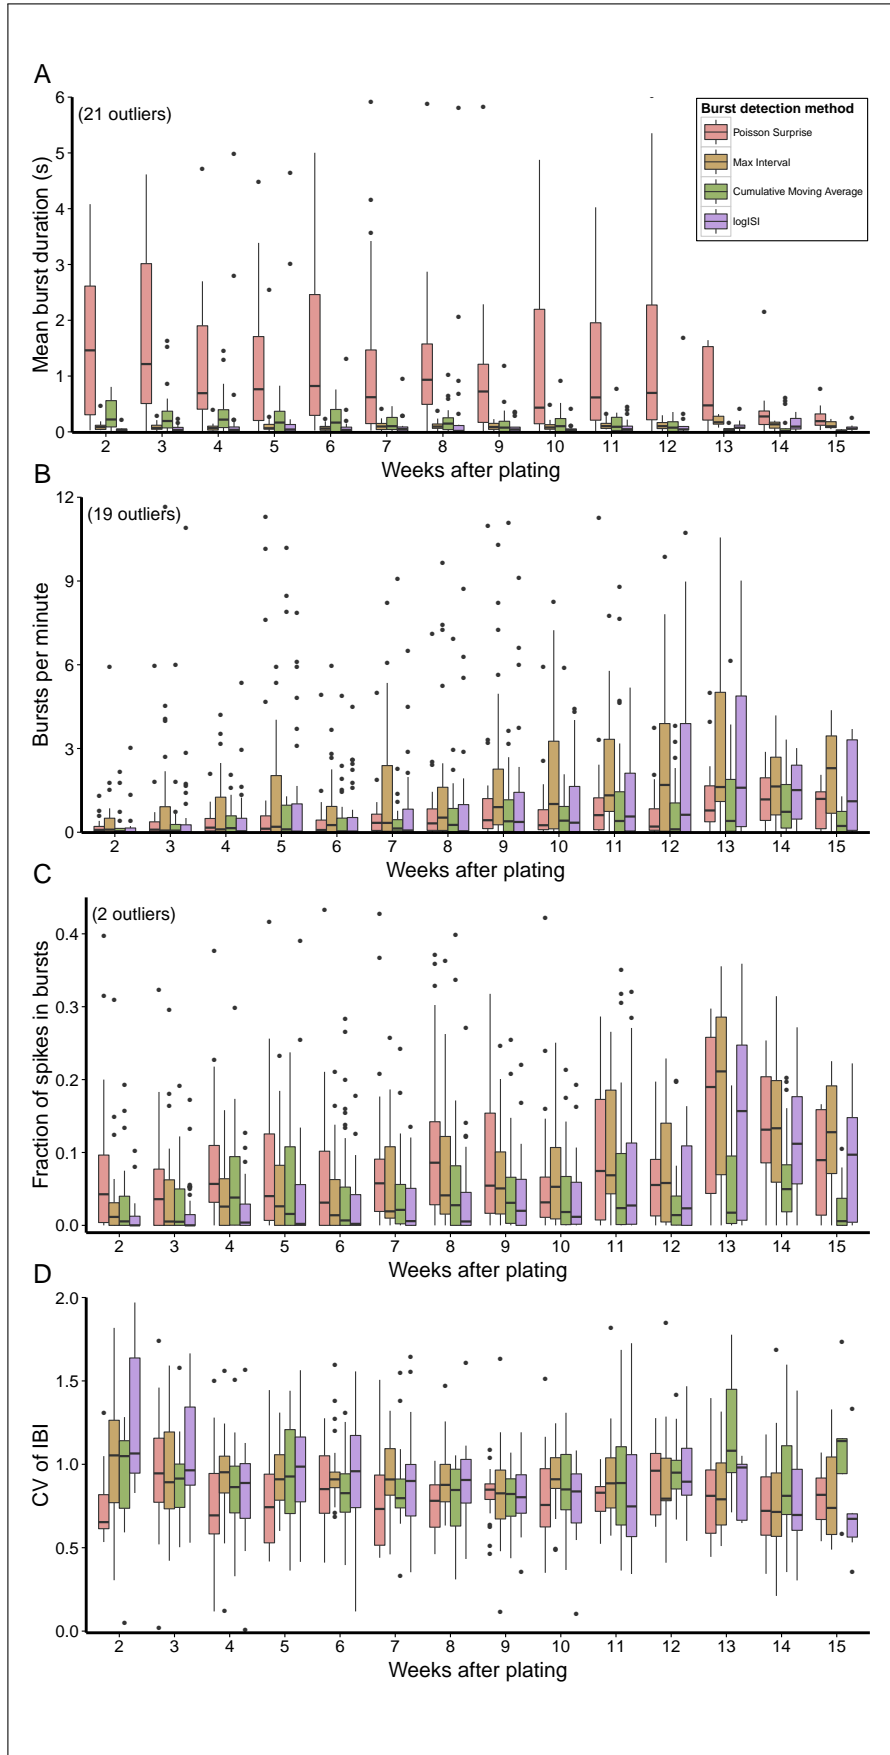 A
(21 outliers)
Burst detection method
Poisson Surprise
Max Interval
Cumulative Moving Average
logISI
Mean burst duration (s)
6
5
4
3
2
1
0
2 3 4 5 6 7 8 9 10 11 12 13 14 15
Weeks after plating
B
(19 outliers)
Bursts per minute
12
9
6
3
0
2 3 4 5 6 7 8 9 10 11 12 13 14 15
Weeks after plating
C
(2 outliers)
Fraction of spikes in bursts
0.4
0.3
0.2
0.1
0.0
2 3 4 5 6 7 8 9 10 11 12 13 14 15
Weeks after plating
D
CV of IBI
2.0
1.5
1.0
0.5
0.0
2 3 4 5 6 7 8 9 10 11 12 13 14 15
Weeks after plating